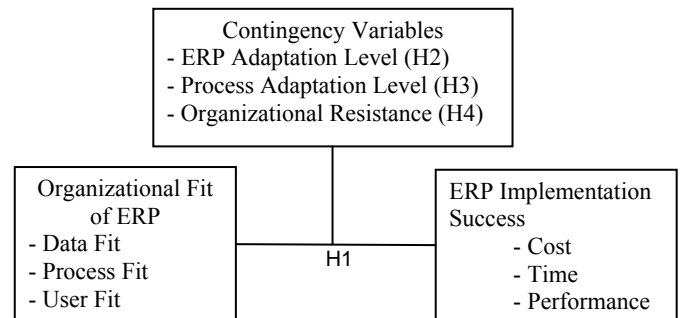 Contingency Variables
- ERP Adaptation Level (H2)
- Process Adaptation Level (H3)
- Organizational Resistance (H4)
Organizational Fit
of ERP
- Data Fit
- Process Fit
- User Fit
H1
ERP Implementation
Success
- Cost
- Time
- Performance